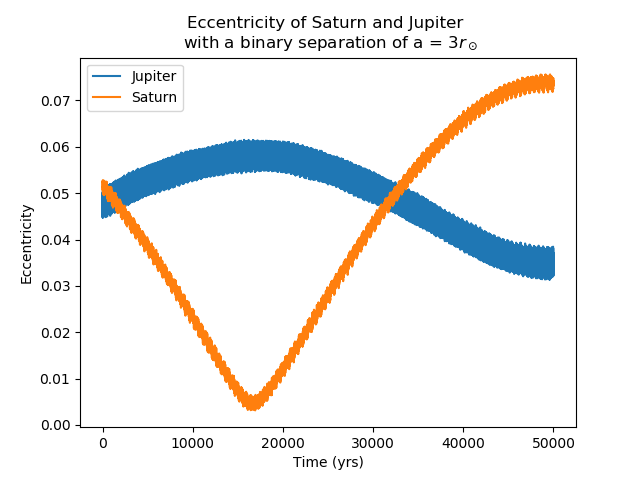 Eccentricity of Saturn and Jupiter
with a binary separation of a = 3r⊙
Jupiter
Saturn
Eccentricity
0.07
0.06
0.05
0.04
0.03
0.02
0.01
0.00
0 10000 20000 30000 40000 50000
Time (yrs)